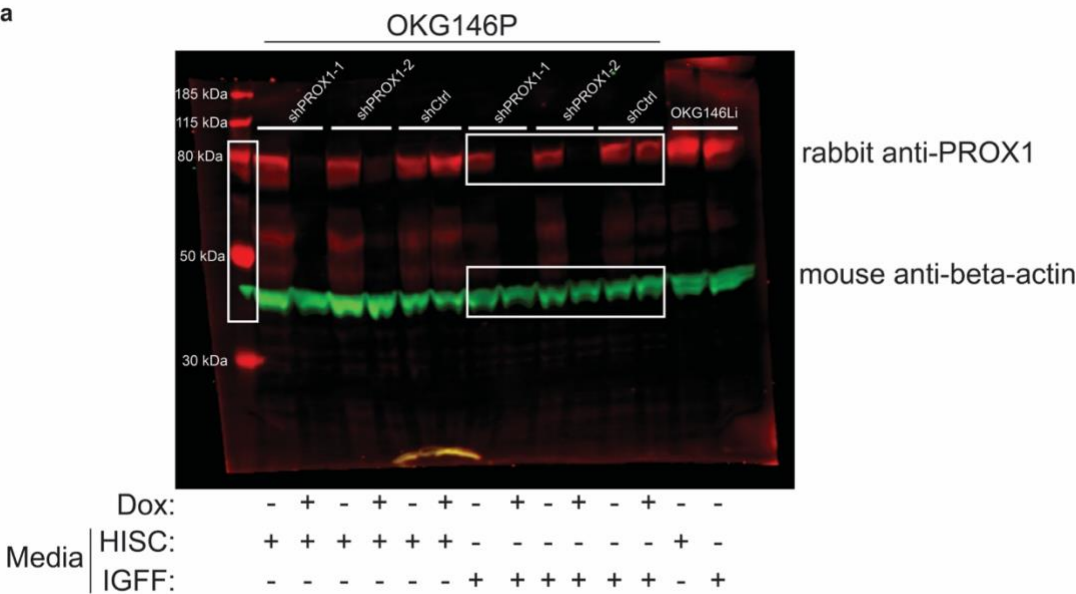 a
OKG146P
shPROX1-1 shPROX1-2 shCtrl shPROX1-1 shPROX1-2 shCtrl OKG146Li
185 kDa
115 kDa
80 kDa
rabbit anti-PROX1
50 kDa
mouse anti-beta-actin
30 kDa
Dox: - + - + - + - + - + - + - -
Media
HISC: + + + + + + - - - - - - + -
IGFF: - - - - - - + + + + + + - +